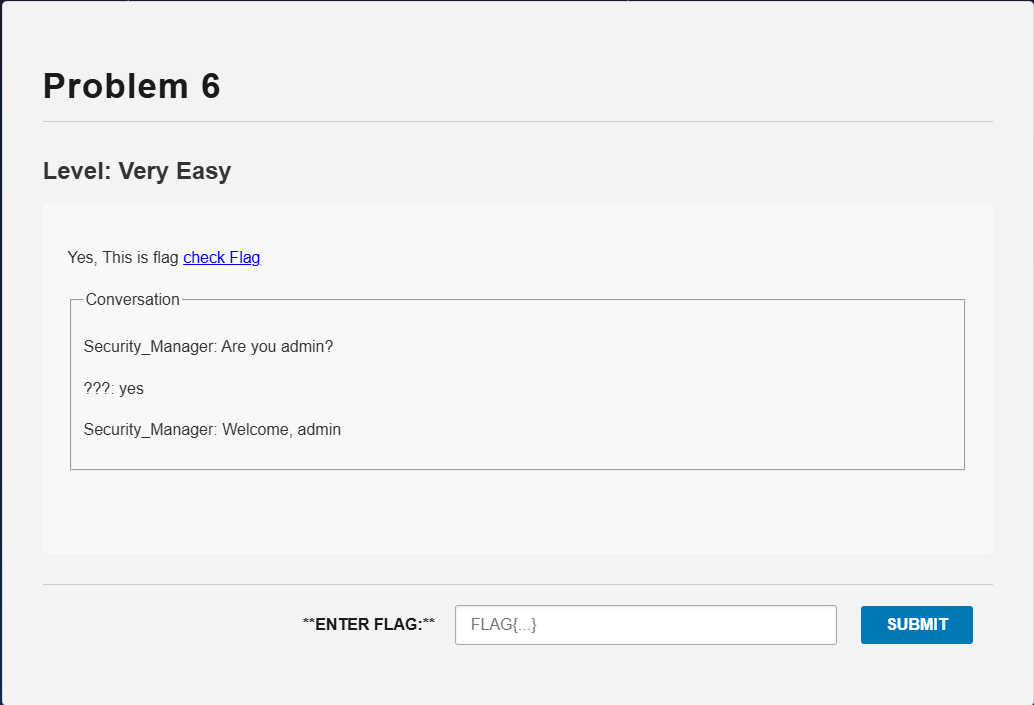 Problem 6
Level: Very Easy
Yes, This is flag check Flag
Conversation
Security_Manager: Are you admin?
???: yes
Security_Manager: Welcome, admin
**ENTER FLAG:** FLAG{...} SUBMIT